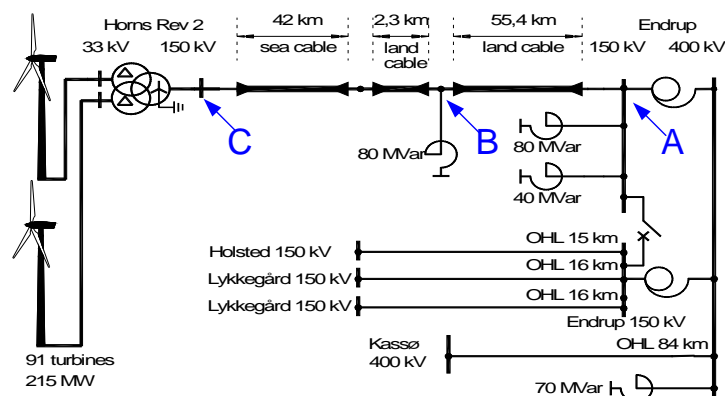 Horns Rev 2
33 kV 150 kV
42 km
sea cable
2,3 km
land
cable
55,4 km
land cable
Endrup
150 kV 400 kV
C
B
A
80 MVar
80 MVar
40 MVar
Holsted 150 kV
OHL 15 km
Lykkegård 150 kV
OHL 16 km
Lykkegård 150 kV
OHL 16 km
Endrup 150 kV
Kassø
400 kV
OHL 84 km
70 MVar
91 turbines
215 MW